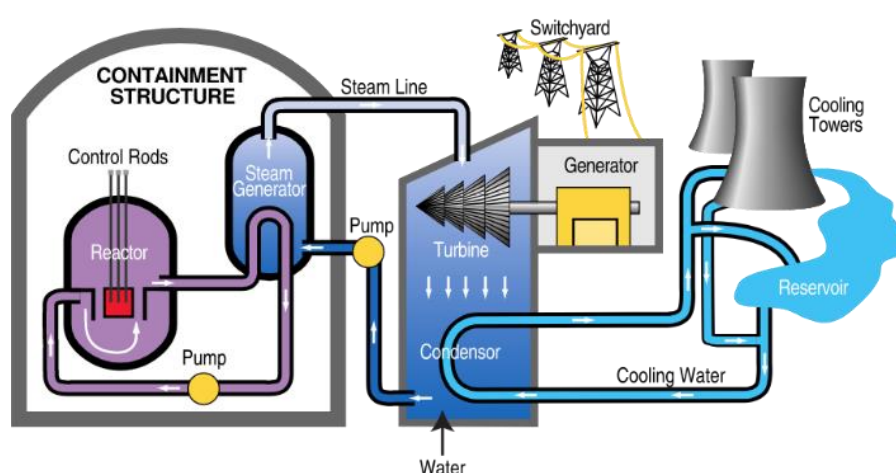 Switchyard
CONTAINMENT
STRUCTURE
Steam Line
Cooling
Towers
Control Rods
Steam
Generator
Generator
Pump
Reactor
Turbine
Reservoir
Pump
Condensor
Cooling Water
Water